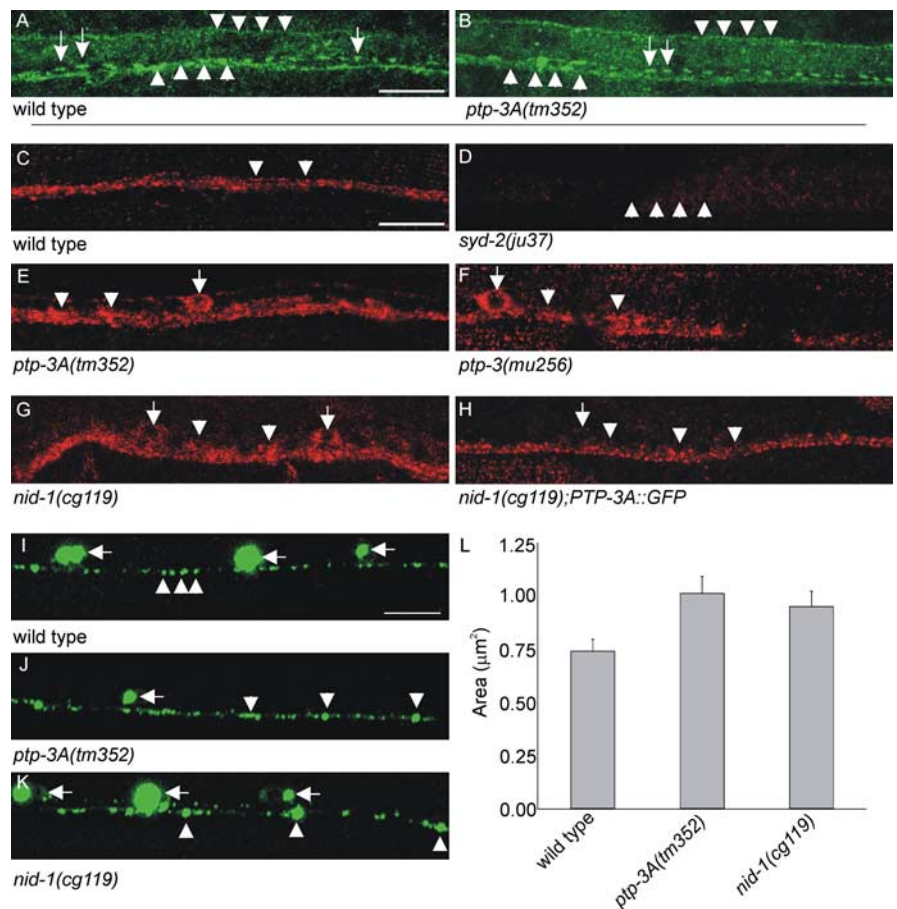 A
B
wild type
ptp-3A(tm352)
C
D
wild type
syd-2(ju37)
E
F
ptp-3A(tm352)
ptp-3(mu256)
G
H
nid-1(cg119)
nid-1(cg119);PTP-3A::GFP
I
wild type
J
ptp-3A(tm352)
K
nid-1(cg119)
L
1.25
1.00
0.75
0.50
0.25
0.00
Area (μm²)
wild type
ptp-3A(tm352)
nid-1(cg119)